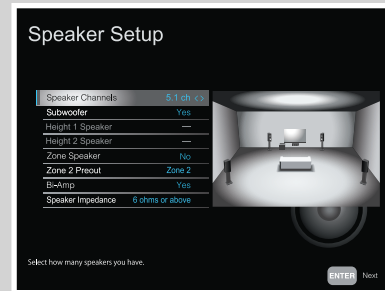 Speaker Setup
Speaker Channels 5.1 ch <>
Subwoofer Yes
Height 1 Speaker —
Height 2 Speaker —
Zone Speaker No
Zone 2 Preout Zone 2
Bi-Amp Yes
Speaker Impedance 6 ohms or above
Select how many speakers you have.
ENTER Next